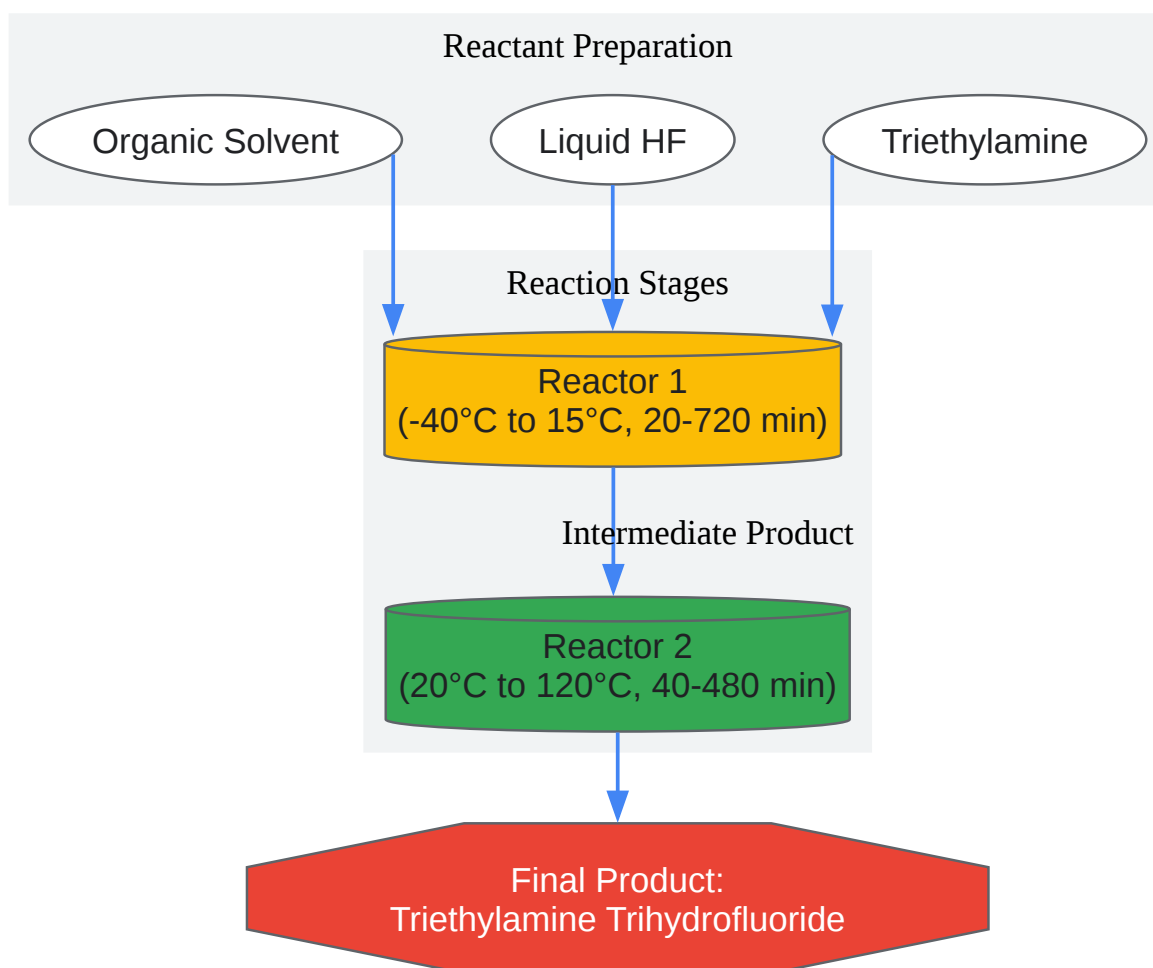 Reactant Preparation
Organic Solvent
Liquid HF
Triethylamine
Reaction Stages
Reactor 1
(-40°C to 15°C, 20-720 min)
Intermediate Product
Reactor 2
(20°C to 120°C, 40-480 min)
Final Product:
Triethylamine Trihydrofluoride